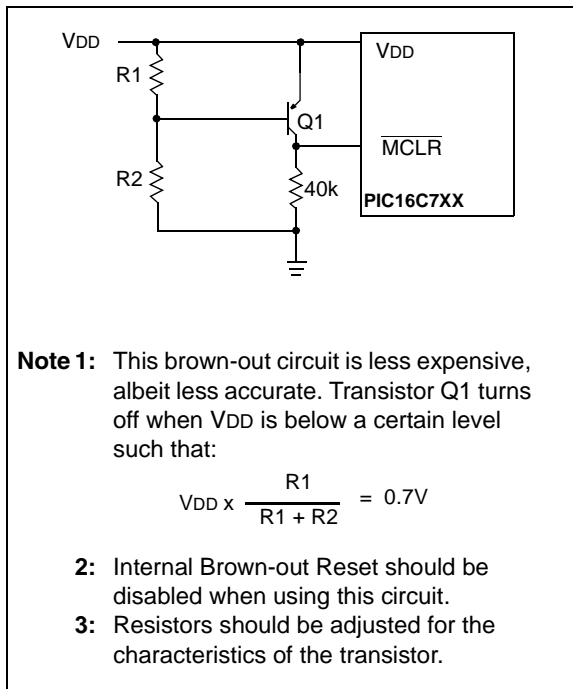 VDD
VDD
R1
Q1
MCLR
R2
40k
PIC16C7XX
Note 1: This brown-out circuit is less expensive,
albeit less accurate. Transistor Q1 turns
off when VDD is below a certain level
such that:
R1
VDD x = 0.7V
R1 + R2
2: Internal Brown-out Reset should be
disabled when using this circuit.
3: Resistors should be adjusted for the
characteristics of the transistor.